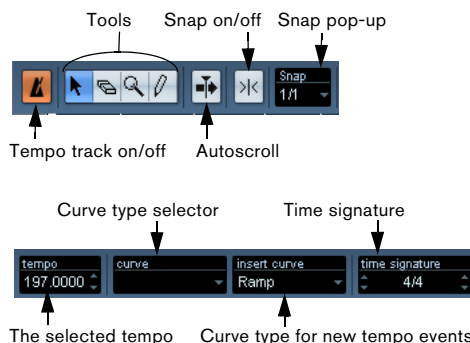 Tools Snap on/off Snap pop-up
Snap
1/1
Tempo track on/off Autoscroll
Curve type selector Time signature
tempo curve insert curve time signature
197.0000 Ramp 4/4
The selected tempo Curve type for new tempo events